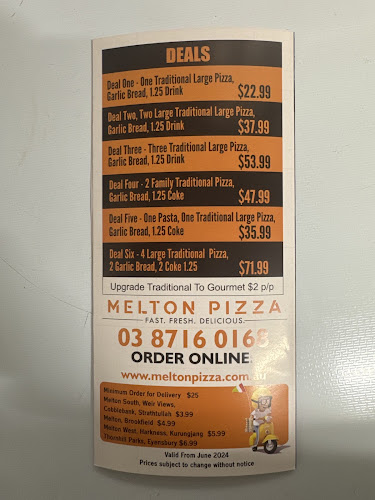 DEALS
Deal One - One Traditional Large Pizza,
Garlic Bread, 1.25 Drink $22.99
Deal Two, Two Large Traditional Large Pizza,
Garlic Bread, 1.25 Drink $37.99
Deal Three - Three Traditional Large Pizza,
Garlic Bread, 1.25 Drink $53.99
Deal Four - 2 Family Traditional Pizza,
Garlic Bread, 1.25 Coke $47.99
Deal Five - One Pasta, One Traditional Large Pizza,
Garlic Bread, 1.25 Coke $35.99
Deal Six - 4 Large Traditional Pizza,
2 Garlic Bread, 2 Coke 1.25 $71.99
Upgrade Traditional To Gourmet $2 p/p
MELTON PIZZA
FAST. FRESH. DELICIOUS.
03 8716 0168
ORDER ONLINE
www.meltonpizza.com
Minimum Order for Delivery $25
Melton South, Weir Views,
Cobblebank, Strathtulloh $3.99
Melton, Brookfield $4.99
Melton West, Harkness, Kurungjang $5.99
Thornhill Parks, Eyansbury $6.99
Valid From June 2024
Prices subject to change without notice